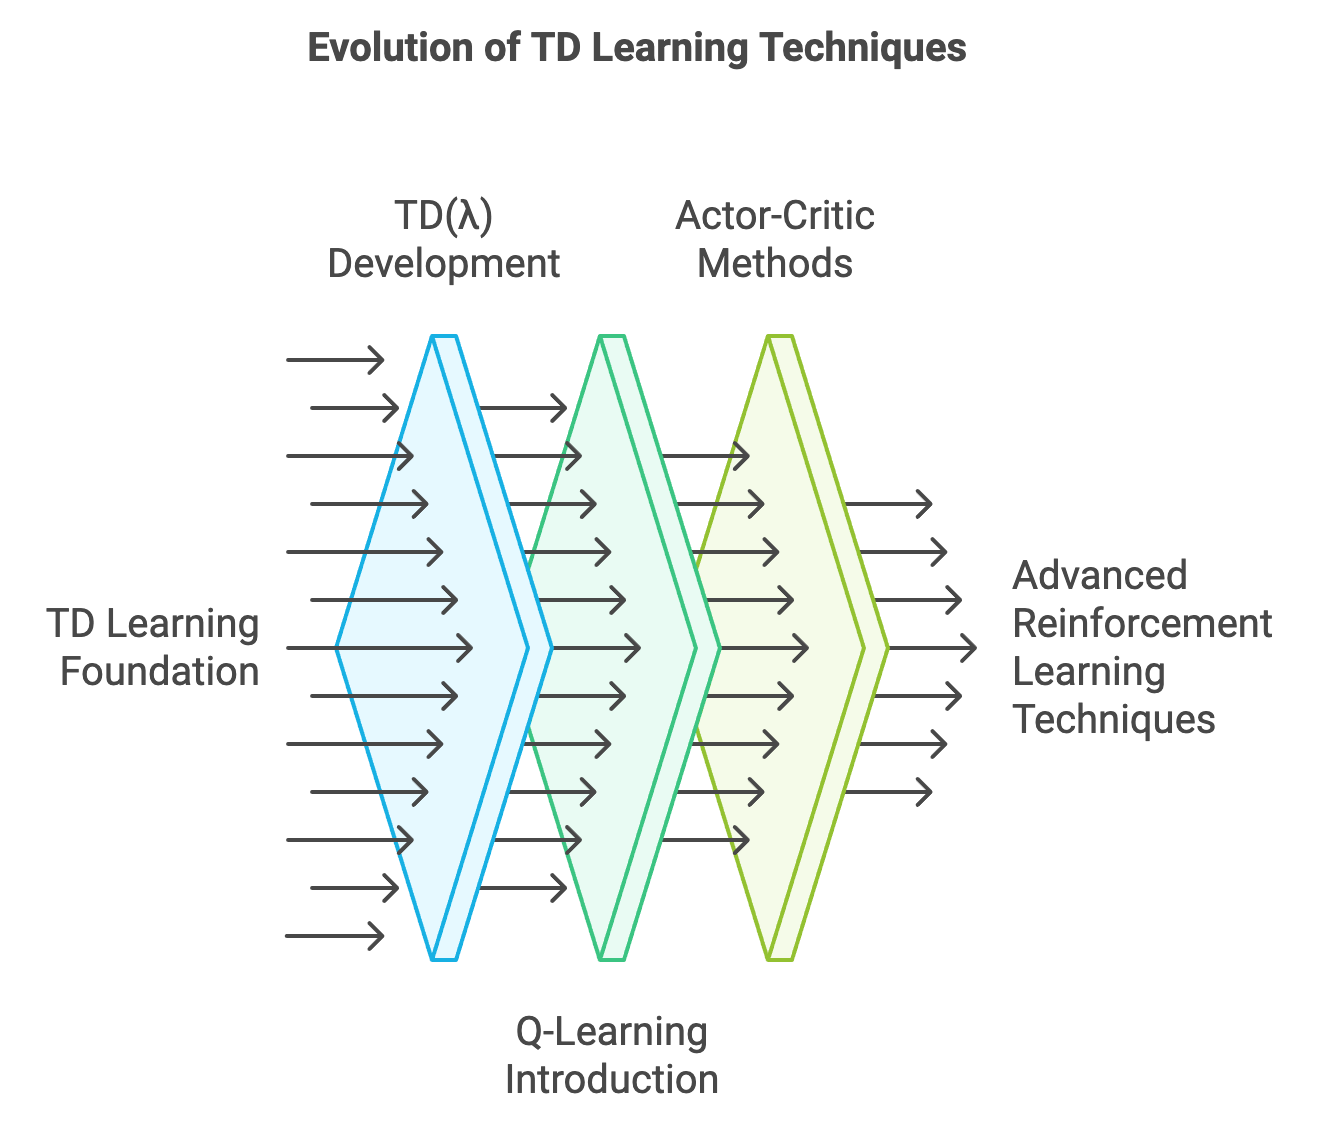 Evolution of TD Learning Techniques
TD(λ)
Development
Actor-Critic
Methods
TD Learning
Foundation
Advanced
Reinforcement
Learning
Techniques
Q-Learning
Introduction